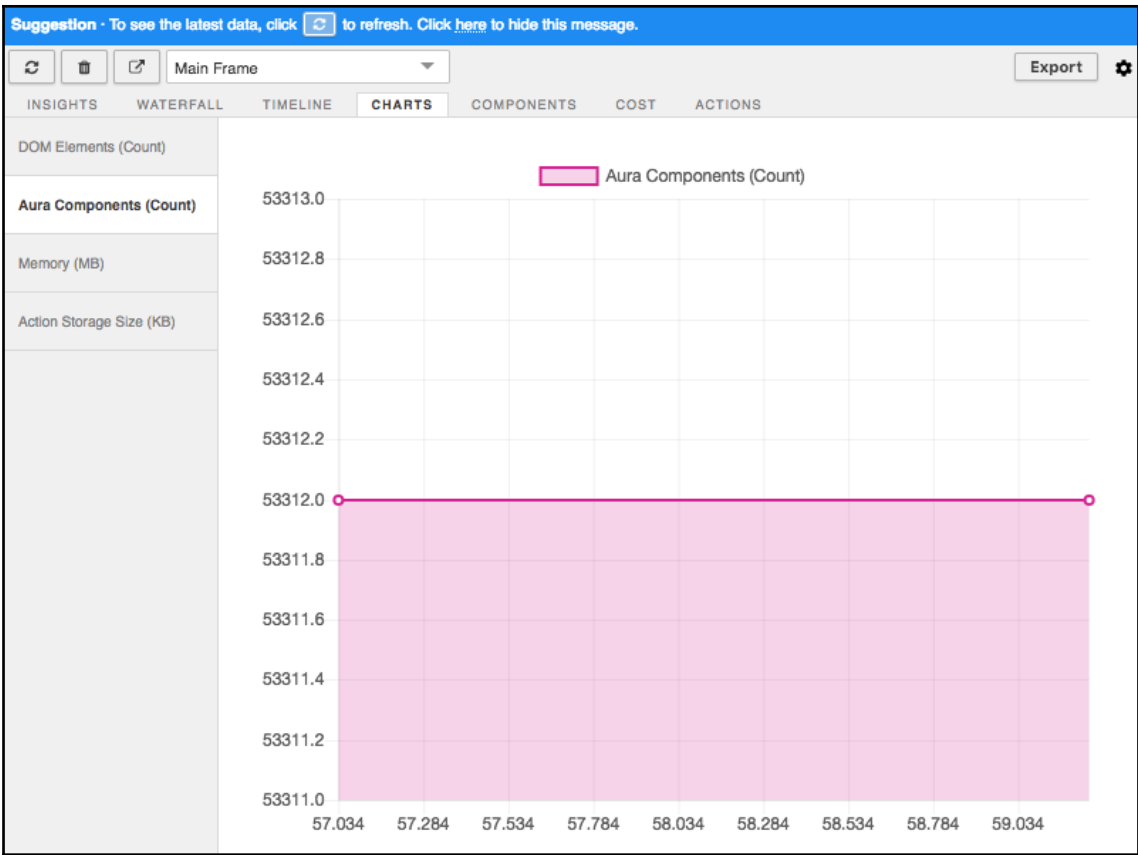 Suggestion · To see the latest data, click to refresh. Click here to hide this message.
Main Frame
Export
INSIGHTS WATERFALL TIMELINE CHARTS COMPONENTS COST ACTIONS
DOM Elements (Count)
Aura Components (Count)
Memory (MB)
Action Storage Size (KB)
Aura Components (Count)
53313.0
53312.8
53312.6
53312.4
53312.2
53312.0
53311.8
53311.6
53311.4
53311.2
53311.0
57.034 57.284 57.534 57.784 58.034 58.284 58.534 58.784 59.034